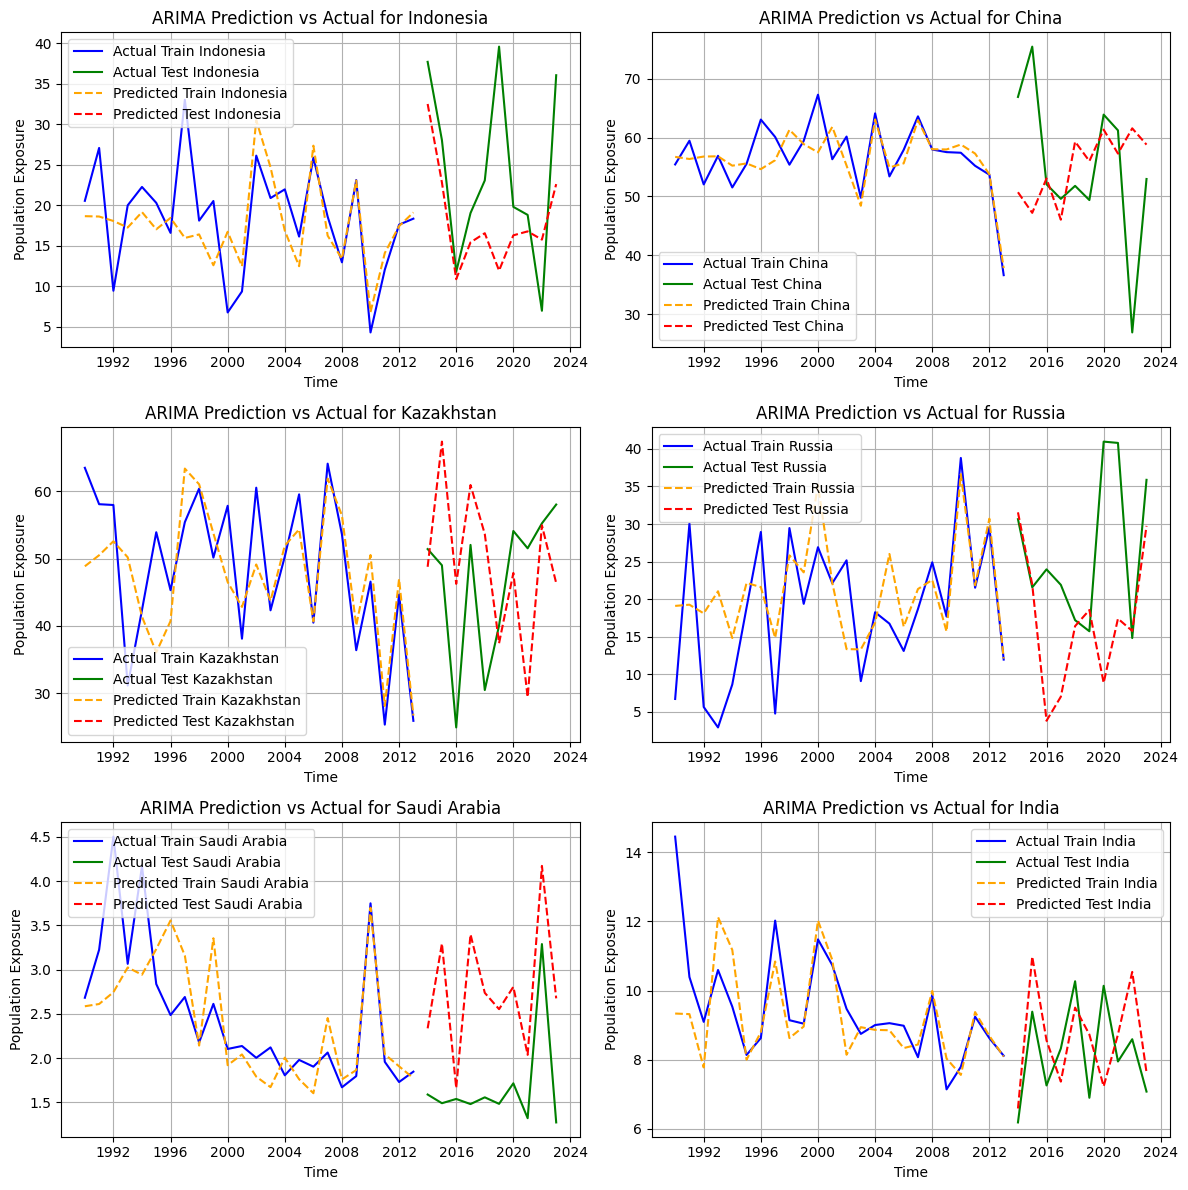 ARIMA Prediction vs Actual for Indonesia
Population Exposure
40
35
30
25
20
15
10
5
Actual Train Indonesia
Actual Test Indonesia
Predicted Train Indonesia
Predicted Test Indonesia
1992 1996 2000 2004 2008 2012 2016 2020 2024
Time
ARIMA Prediction vs Actual for China
Population Exposure
70
60
50
40
30
Actual Train China
Actual Test China
Predicted Train China
Predicted Test China
1992 1996 2000 2004 2008 2012 2016 2020 2024
Time
ARIMA Prediction vs Actual for Kazakhstan
Population Exposure
60
50
40
30
Actual Train Kazakhstan
Actual Test Kazakhstan
Predicted Train Kazakhstan
Predicted Test Kazakhstan
1992 1996 2000 2004 2008 2012 2016 2020 2024
Time
ARIMA Prediction vs Actual for Russia
Population Exposure
40
35
30
25
20
15
10
5
Actual Train Russia
Actual Test Russia
Predicted Train Russia
Predicted Test Russia
1992 1996 2000 2004 2008 2012 2016 2020 2024
Time
ARIMA Prediction vs Actual for Saudi Arabia
Population Exposure
4.5
4.0
3.5
3.0
2.5
2.0
1.5
Actual Train Saudi Arabia
Actual Test Saudi Arabia
Predicted Train Saudi Arabia
Predicted Test Saudi Arabia
1992 1996 2000 2004 2008 2012 2016 2020 2024
Time
ARIMA Prediction vs Actual for India
Population Exposure
14
12
10
8
6
Actual Train India
Actual Test India
Predicted Train India
Predicted Test India
1992 1996 2000 2004 2008 2012 2016 2020 2024
Time